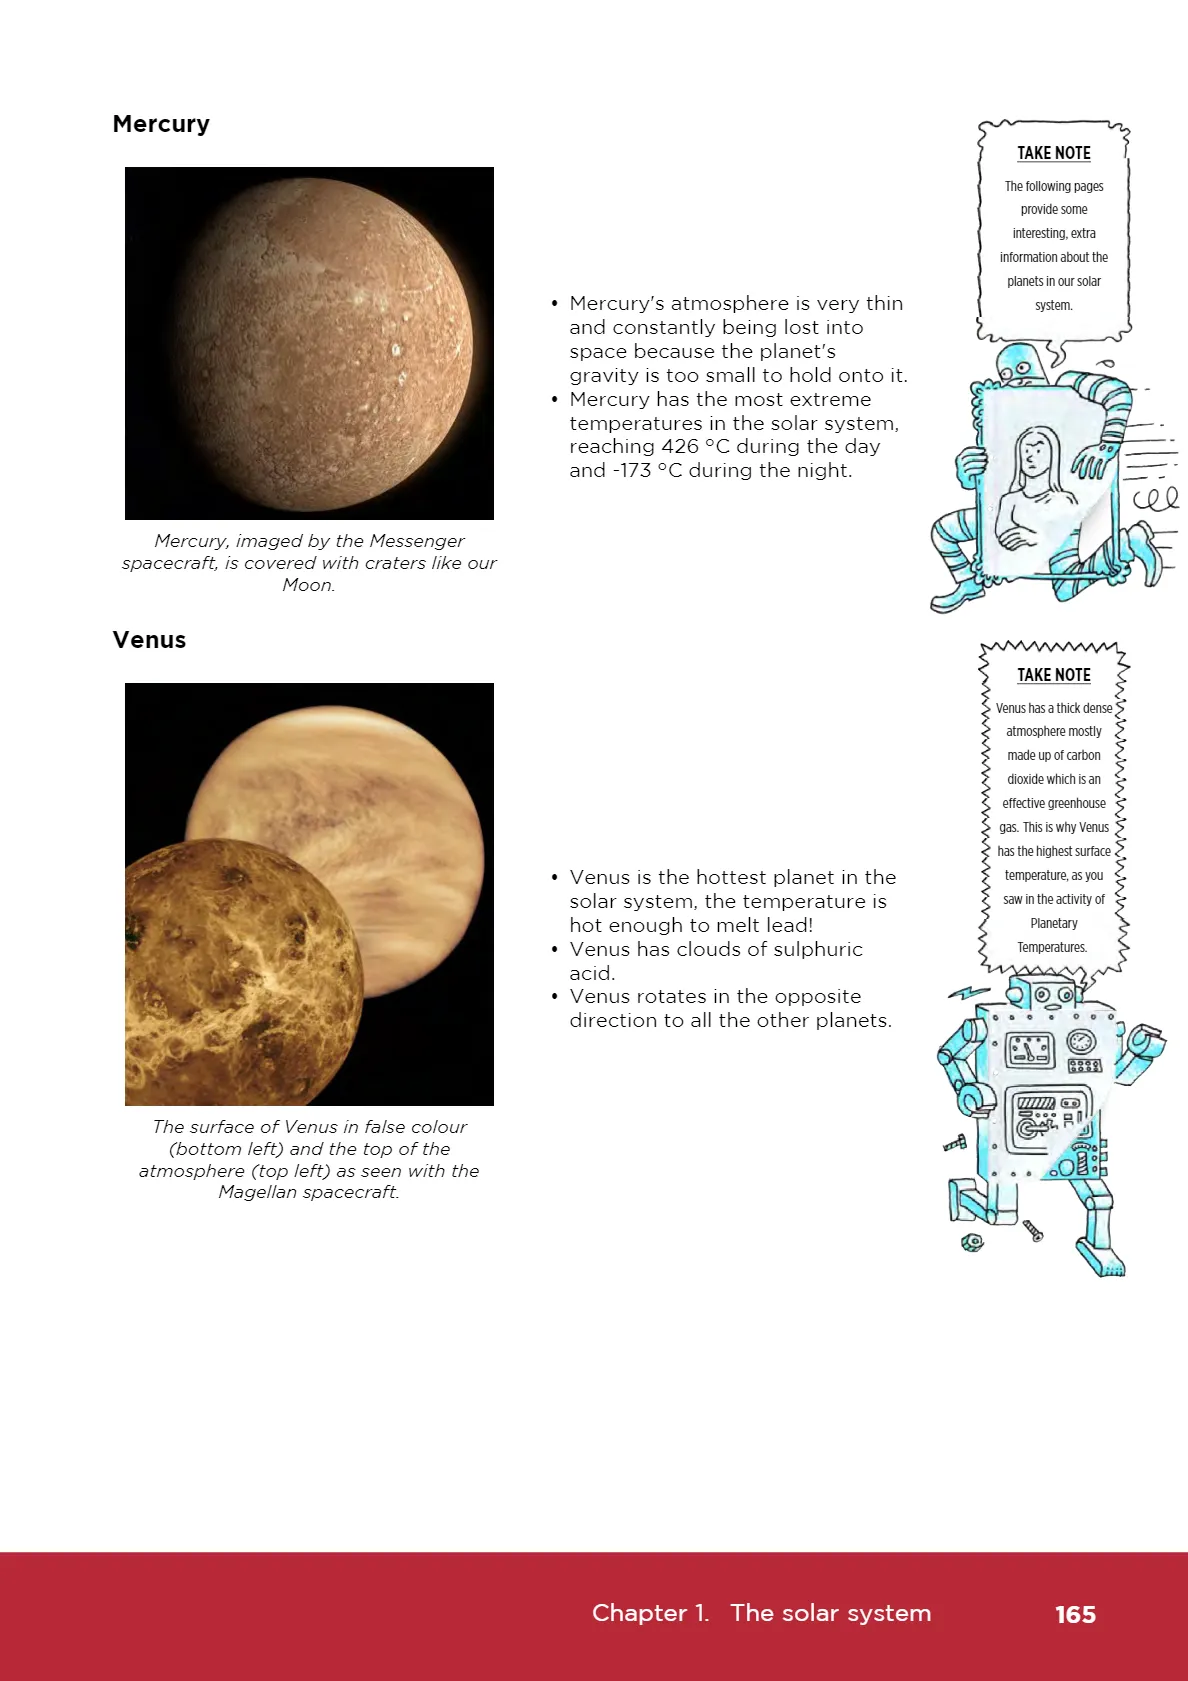 Mercury
Mercury, imaged by the Messenger
spacecraft, is covered with craters like our
Moon.
• Mercury's atmosphere is very thin
and constantly being lost into
space because the planet's
gravity is too small to hold onto it.
• Mercury has the most extreme
temperatures in the solar system,
reaching 426 °C during the day
and -173 °C during the night.
TAKE NOTE
The following pages
provide some
interesting, extra
information about the
planets in our solar
system.
Venus
The surface of Venus in false colour
(bottom left) and the top of the
atmosphere (top left) as seen with the
Magellan spacecraft.
• Venus is the hottest planet in the
solar system, the temperature is
hot enough to melt lead!
• Venus has clouds of sulphuric
acid.
• Venus rotates in the opposite
direction to all the other planets.
TAKE NOTE
Venus has a thick dense
atmosphere mostly
made up of carbon
dioxide which is an
effective greenhouse
gas. This is why Venus
has the highest surface
temperature, as you
saw in the activity of
Planetary
Temperatures.
Chapter 1. The solar system 165